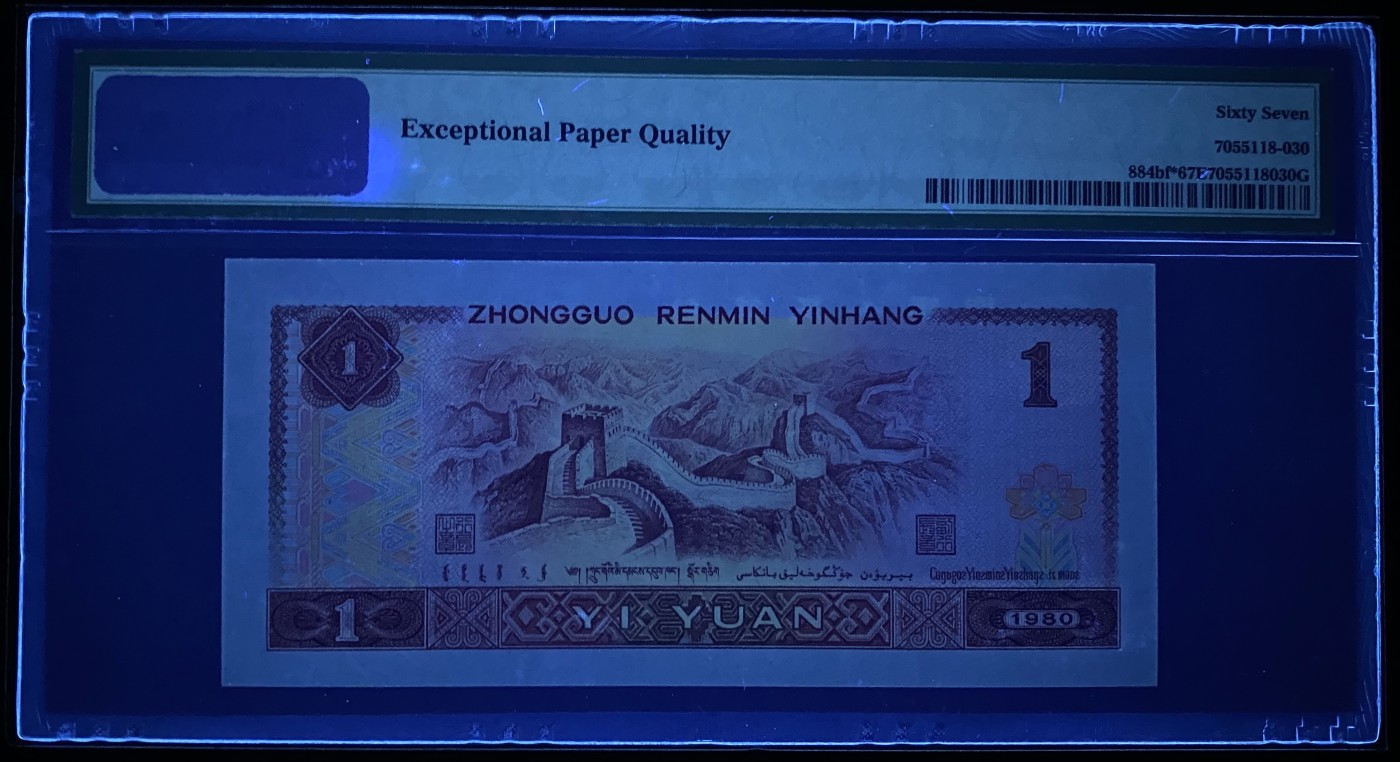 Exceptional Paper Quality
Sixty Seven
7055118-030
884bf*67E7055118030G
ZHONGGUO RENMIN YINHANG
1
1
1
YI YUAN
1980